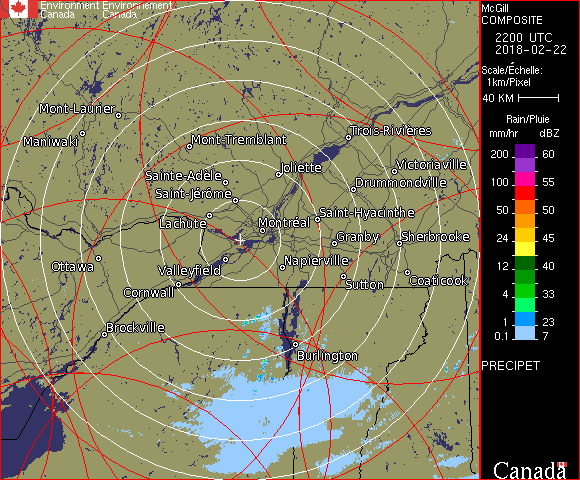 Environment Environnement
Canada Canada
McGill
COMPOSITE
2200 UTC
2018-02-22
Scale/Échelle:
1km/Pixel
40 KM
Rain/Pluie
mm/hr dBZ
200 60
100 55
50 50
24 45
12 40
4 33
1 23
0.1 7
PRECIPET
Canada
Mont-Laurier
Maniwaki
Mont-Tremblant
Trois-Rivières
Sainte-Adèle
Joliette
Victoriaville
Saint-Jérôme
Drummondville
Lachute
Montréal
Saint-Hyacinthe
Granby
Sherbrooke
Ottawa
Valleyfield
Napierville
Cornwall
Sutton
Coaticook
Brockville
Burlington